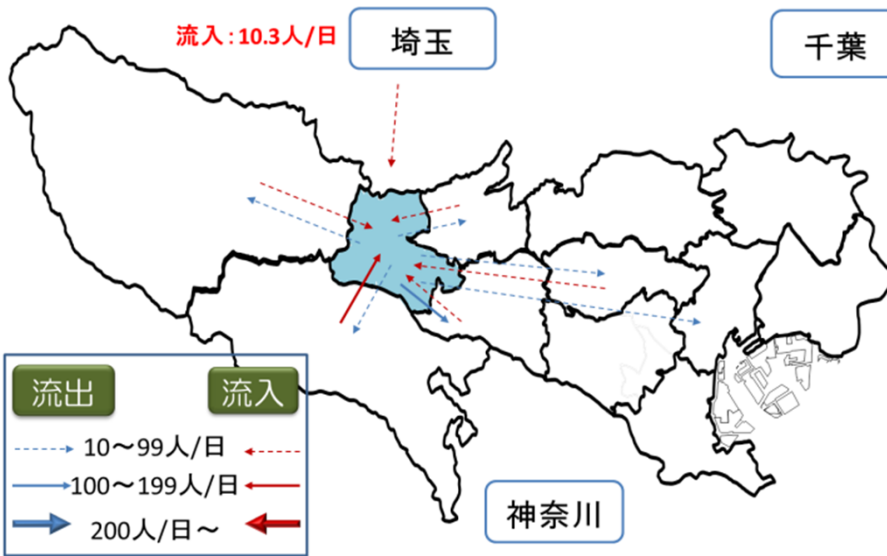 流入：10.3人/日
埼玉
千葉
流出 流入
10～99人/日
100～199人/日
200人/日～
神奈川